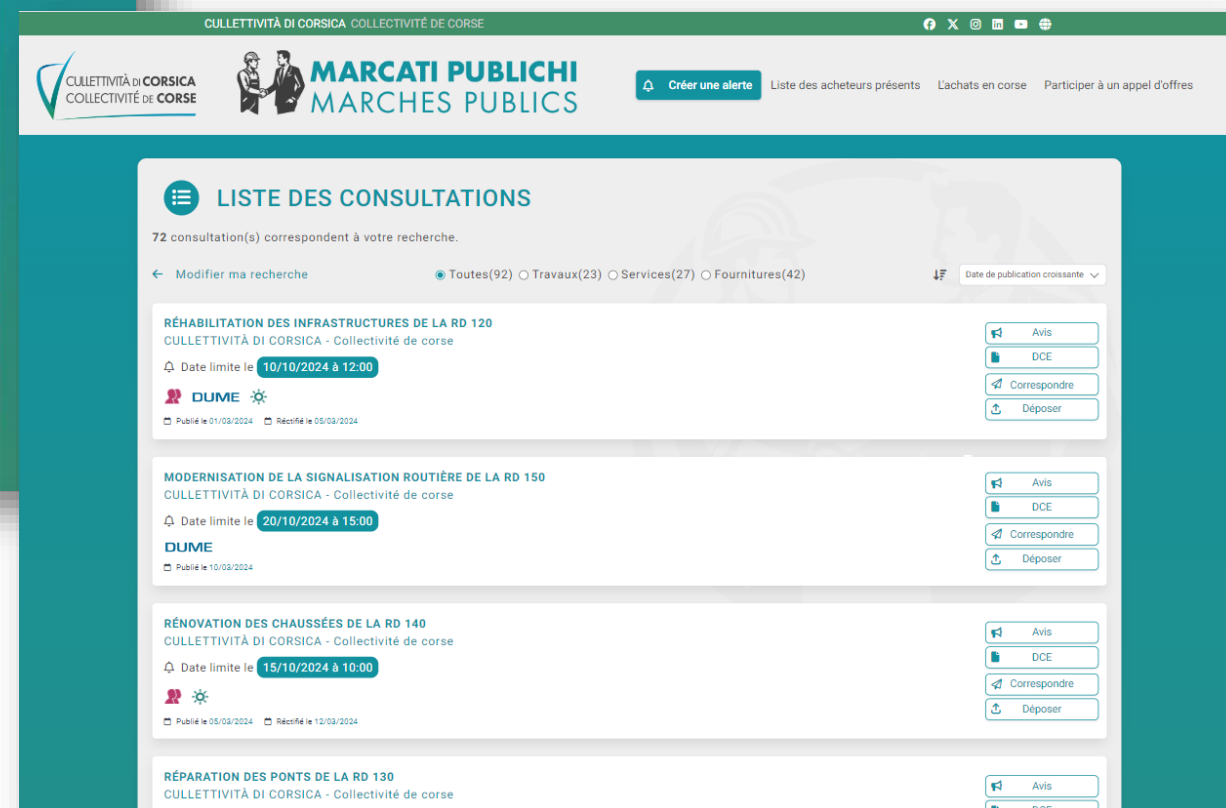 CULLETTIVITÀ DI CORSICA COLLECTIVITÉ DE CORSE
CULLETTIVITÀ DI CORSICA
COLLECTIVITÉ DE CORSE
MARCATI PUBLICHI
MARCHES PUBLICS
Créer une alerte Liste des acheteurs présents L'achats en corse Participer à un appel d'offres
LISTE DES CONSULTATIONS
72 consultation(s) correspondent à votre recherche.
Modifier ma recherche Toutes(92) Travaux(23) Services(27) Fournitures(42) Date de publication croissante
RÉHABILITATION DES INFRASTRUCTURES DE LA RD 120
CULLETTIVITÀ DI CORSICA - Collectivité de corse
Date limite le 10/10/2024 à 12:00
DUME
Publié le 01/03/2024 Réctifié le 05/03/2024
Avis
DCE
Correspondre
Déposer
MODERNISATION DE LA SIGNALISATION ROUTIÈRE DE LA RD 150
CULLETTIVITÀ DI CORSICA - Collectivité de corse
Date limite le 20/10/2024 à 15:00
DUME
Publié le 10/03/2024
Avis
DCE
Correspondre
Déposer
RÉNOVATION DES CHAUSSÉES DE LA RD 140
CULLETTIVITÀ DI CORSICA - Collectivité de corse
Date limite le 15/10/2024 à 10:00
Publié le 05/03/2024 Réctifié le 12/03/2024
Avis
DCE
Correspondre
Déposer
RÉPARATION DES PONTS DE LA RD 130
CULLETTIVITÀ DI CORSICA - Collectivité de corse
Avis
DCE